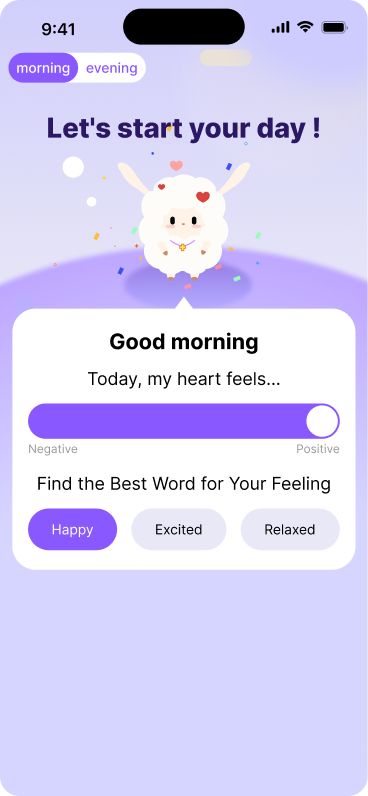 9:41
morning evening
Let's start your day !
Good morning
Today, my heart feels...
Negative Positive
Find the Best Word for Your Feeling
Happy Excited Relaxed